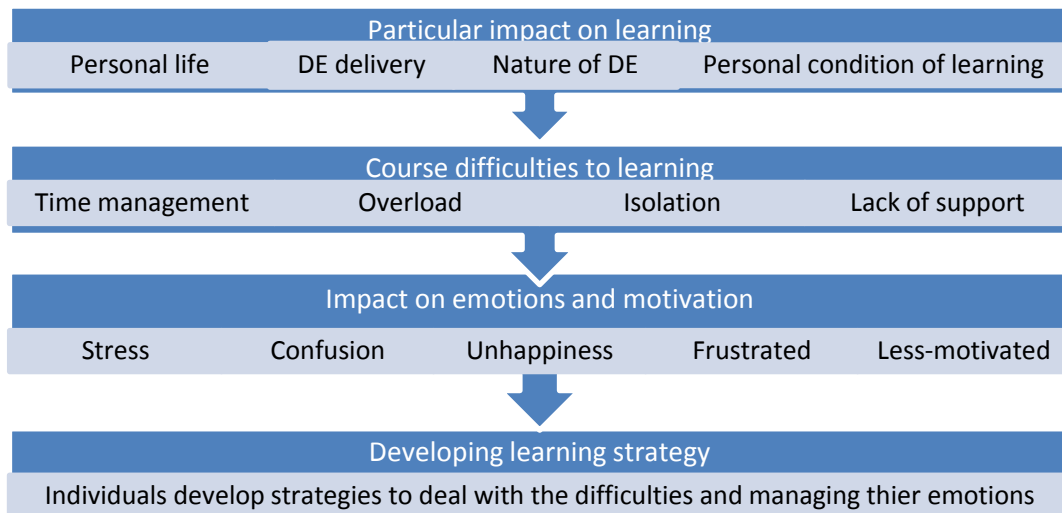 Particular impact on learning
Personal life DE delivery Nature of DE Personal condition of learning
Course difficulties to learning
Time management Overload Isolation Lack of support
Impact on emotions and motivation
Stress Confusion Unhappiness Frustrated Less-motivated
Developing learning strategy
Individuals develop strategies to deal with the difficulties and managing thier emotions